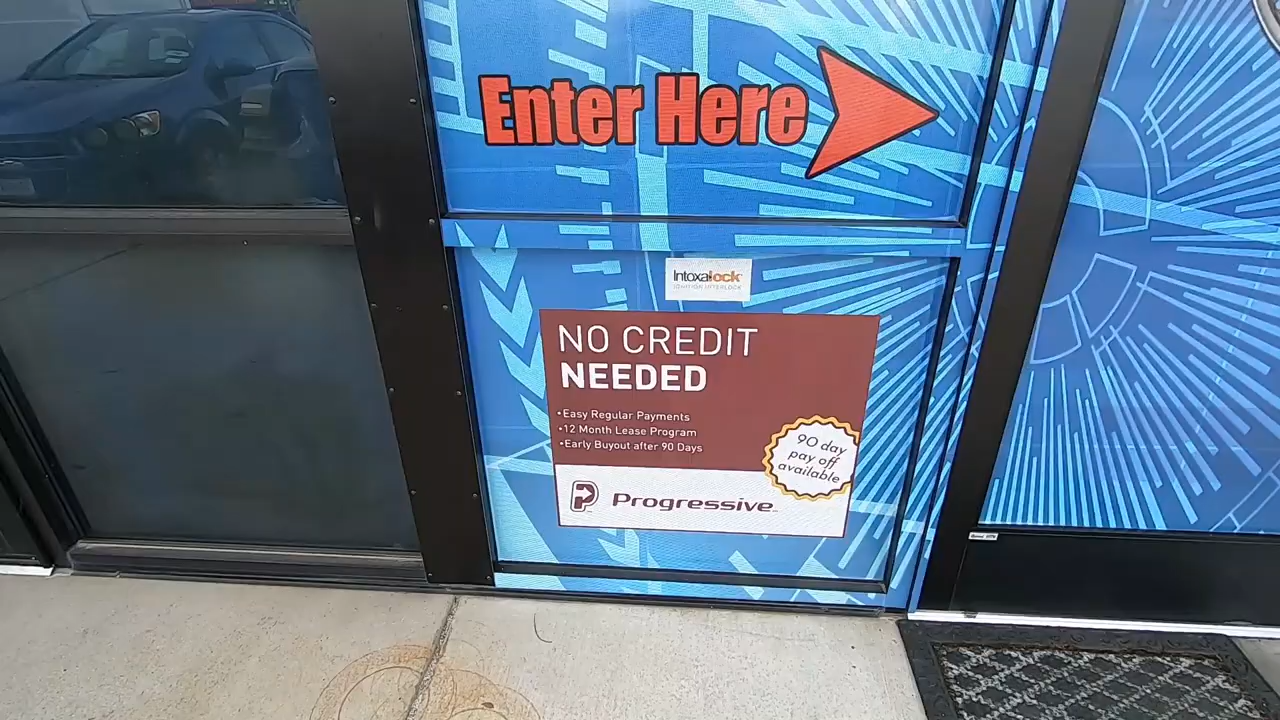 Enter Here
Intoxalock
IGNITION INTERLOCK
NO CREDIT
NEEDED
•Easy Regular Payments
•12 Month Lease Program
•Early Buyout after 90 Days
90 day
pay off
available
Progressive